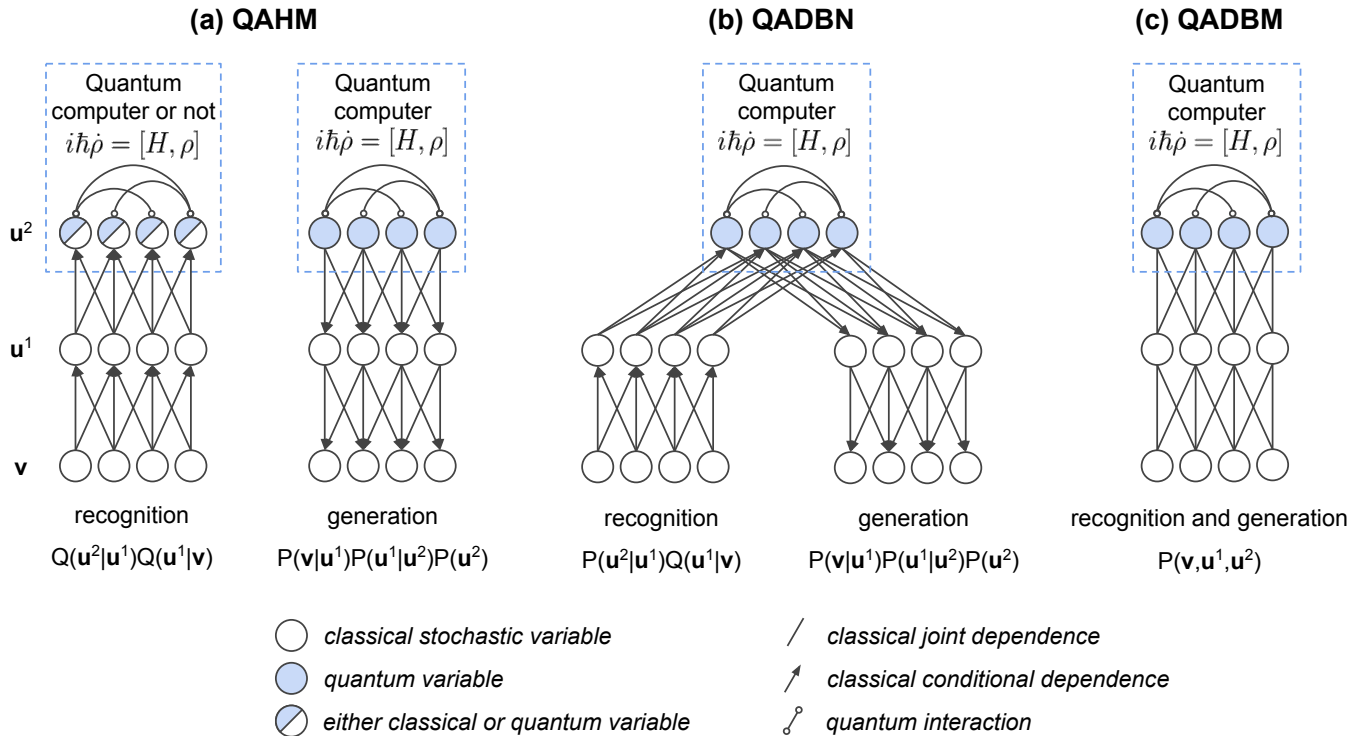 (a) QAHM
(b) QADBN
(c) QADBM
Quantum
computer or not
iħρ̇ = [H, ρ]
Quantum
computer
iħρ̇ = [H, ρ]
Quantum
computer
iħρ̇ = [H, ρ]
Quantum
computer
iħρ̇ = [H, ρ]
u²
u¹
v
recognition
Q(u²|u¹)Q(u¹|v)
generation
P(v|u¹)P(u¹|u²)P(u²)
recognition
P(u²|u¹)Q(u¹|v)
generation
P(v|u¹)P(u¹|u²)P(u²)
recognition and generation
P(v,u¹,u²)
classical stochastic variable
quantum variable
either classical or quantum variable
classical joint dependence
classical conditional dependence
quantum interaction